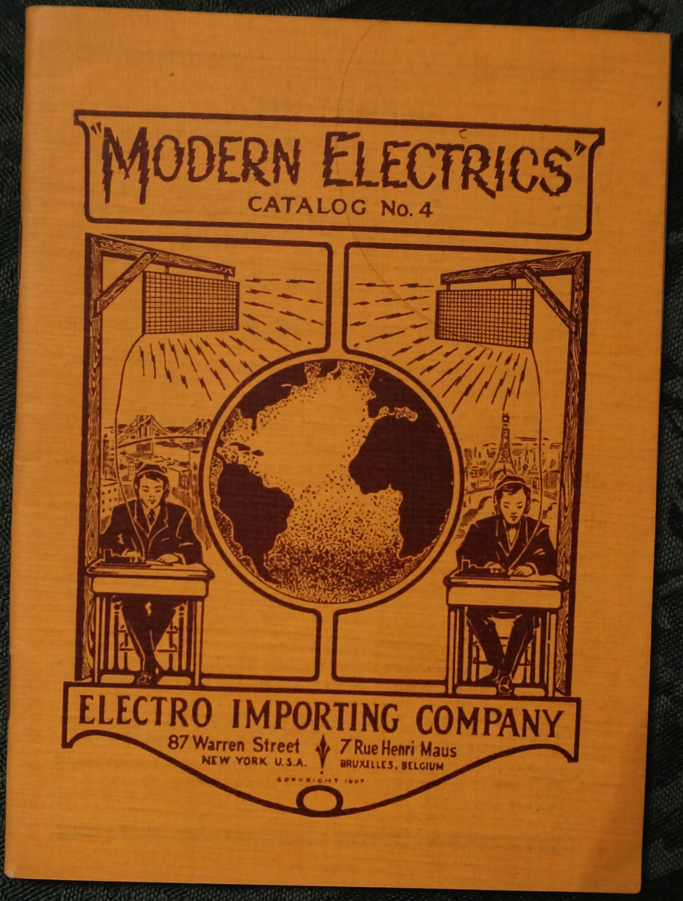 "MODERN ELECTRICS"
CATALOG No. 4
ELECTRO IMPORTING COMPANY
87 Warren Street 7 Rue Henri Maus
NEW YORK U.S.A. BRUXELLES, BELGIUM
COPYRIGHT 1907